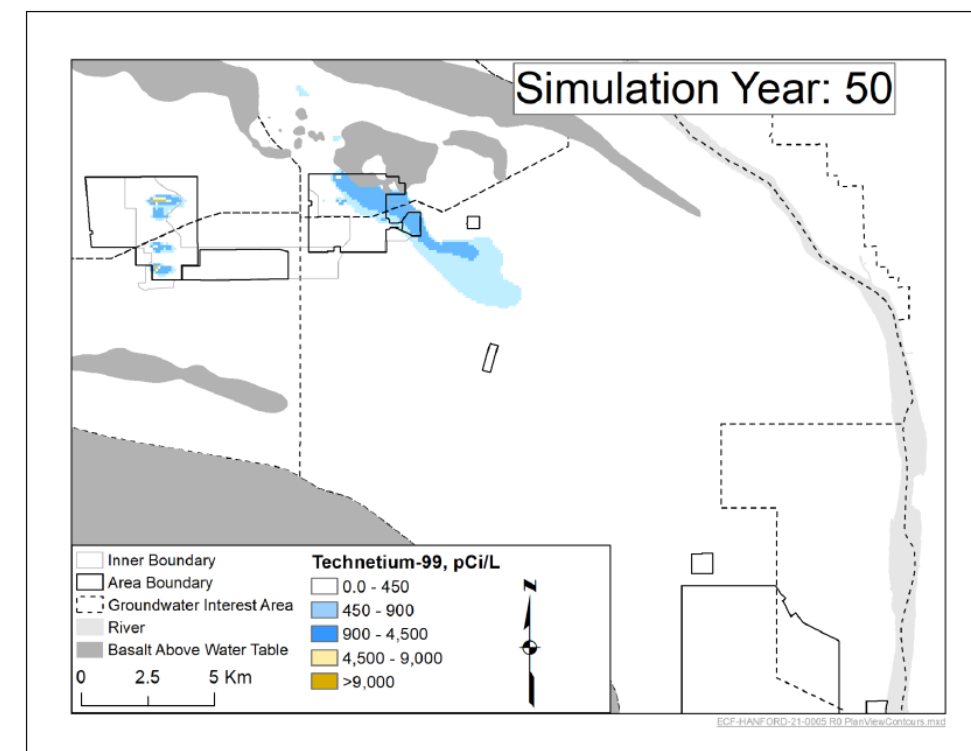 Simulation Year: 50
Inner Boundary
Area Boundary
Groundwater Interest Area
River
Basalt Above Water Table
0 2.5 5 Km
Technetium-99, pCi/L
0.0 - 450
450 - 900
900 - 4,500
4,500 - 9,000
>9,000
N
ECF-HANFORD-21-0005 R0 PlanViewContours.mxd